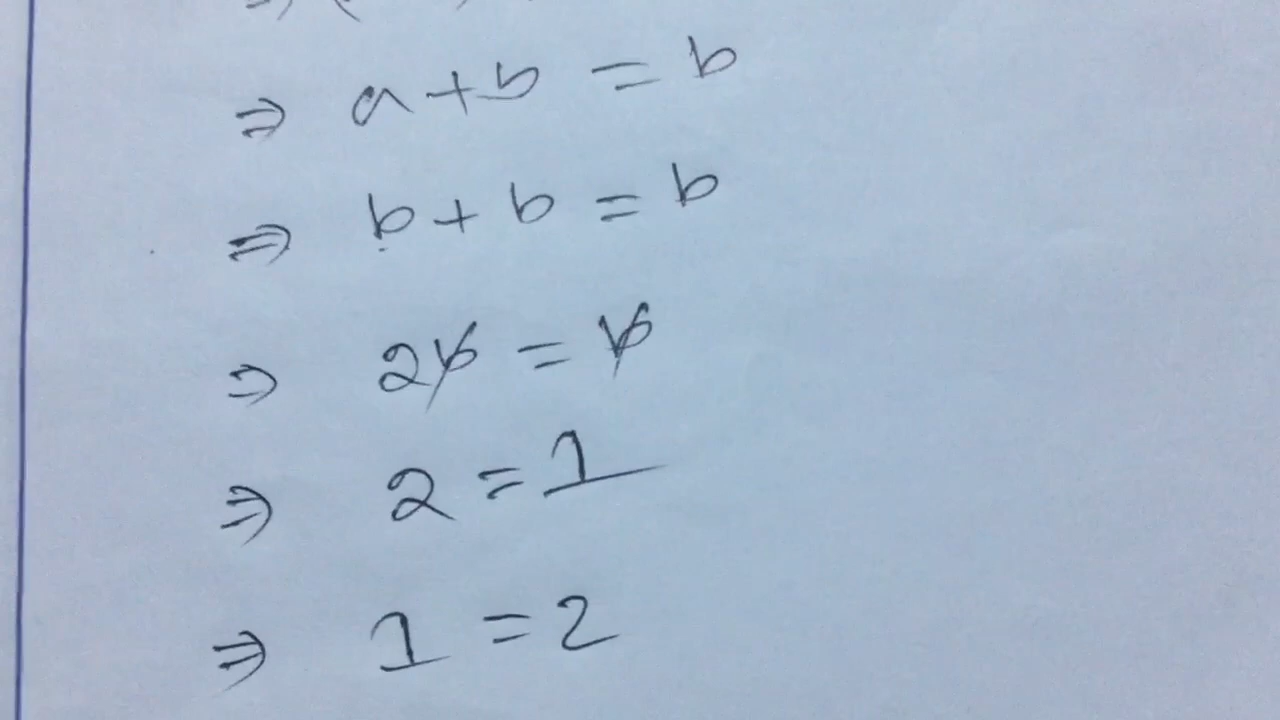 ⇒ a + b = b
⇒ b + b = b
⇒ 2b = b
⇒ 2 = 1
⇒ 1 = 2